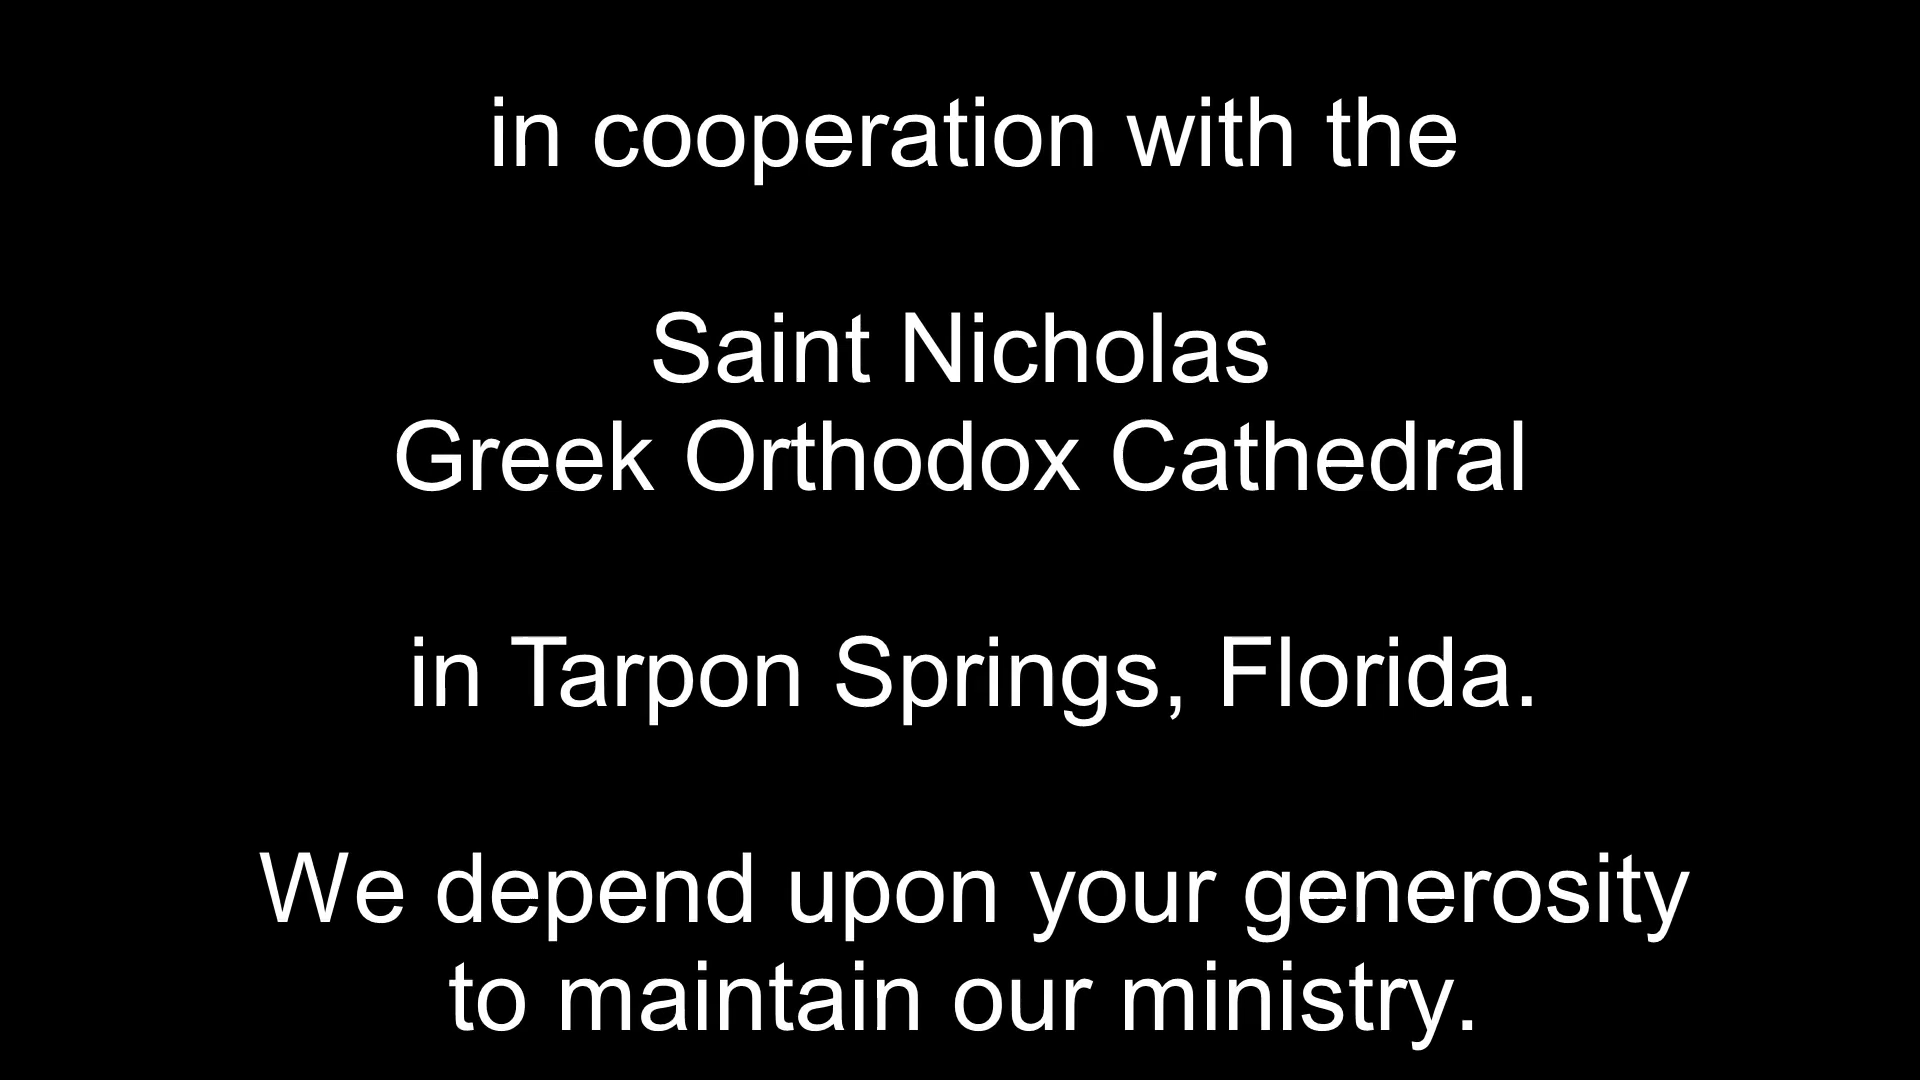 in cooperation with the
Saint Nicholas
Greek Orthodox Cathedral
in Tarpon Springs, Florida.
We depend upon your generosity
to maintain our ministry.